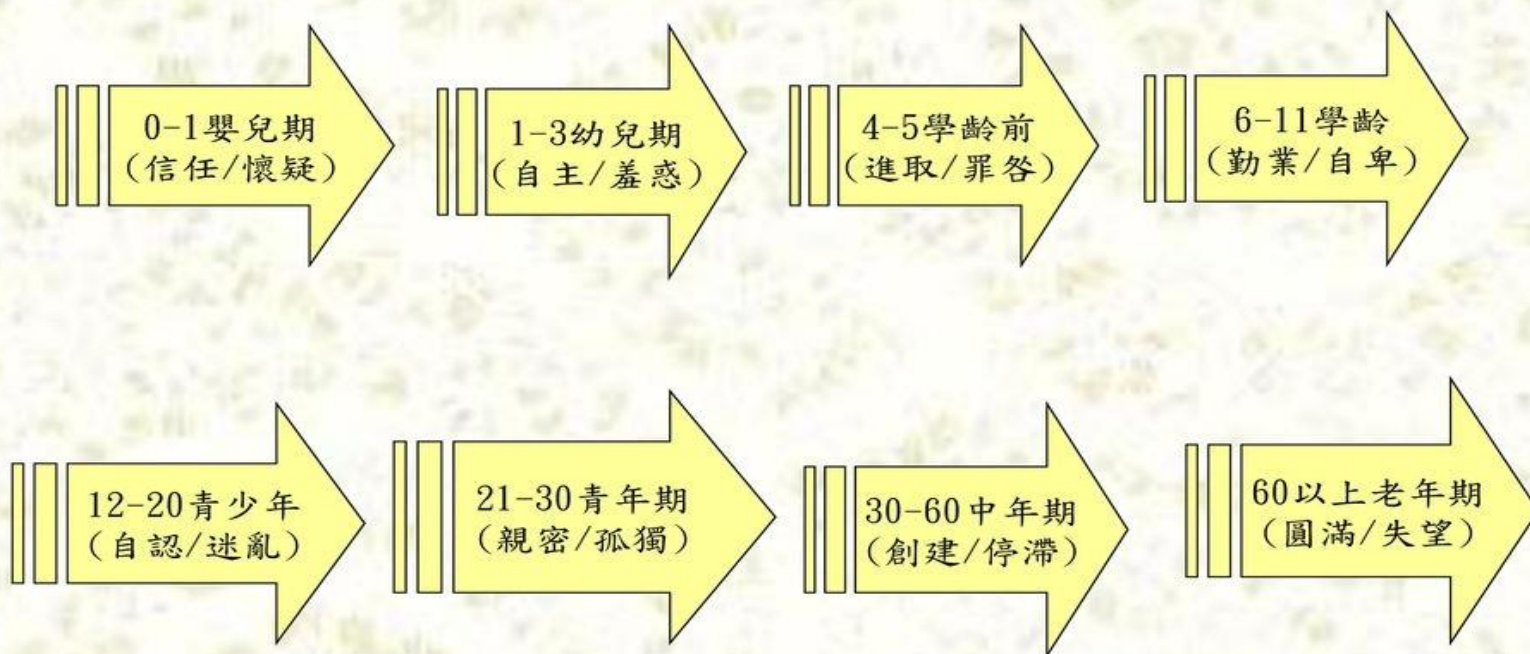 0-1嬰兒期
(信任/懷疑)
1-3幼兒期
(自主/羞惑)
4-5學齡前
(進取/罪咎)
6-11學齡
(勤業/自卑)
12-20青少年
(自認/迷亂)
21-30青年期
(親密/孤獨)
30-60中年期
(創建/停滯)
60以上老年期
(圓滿/失望)